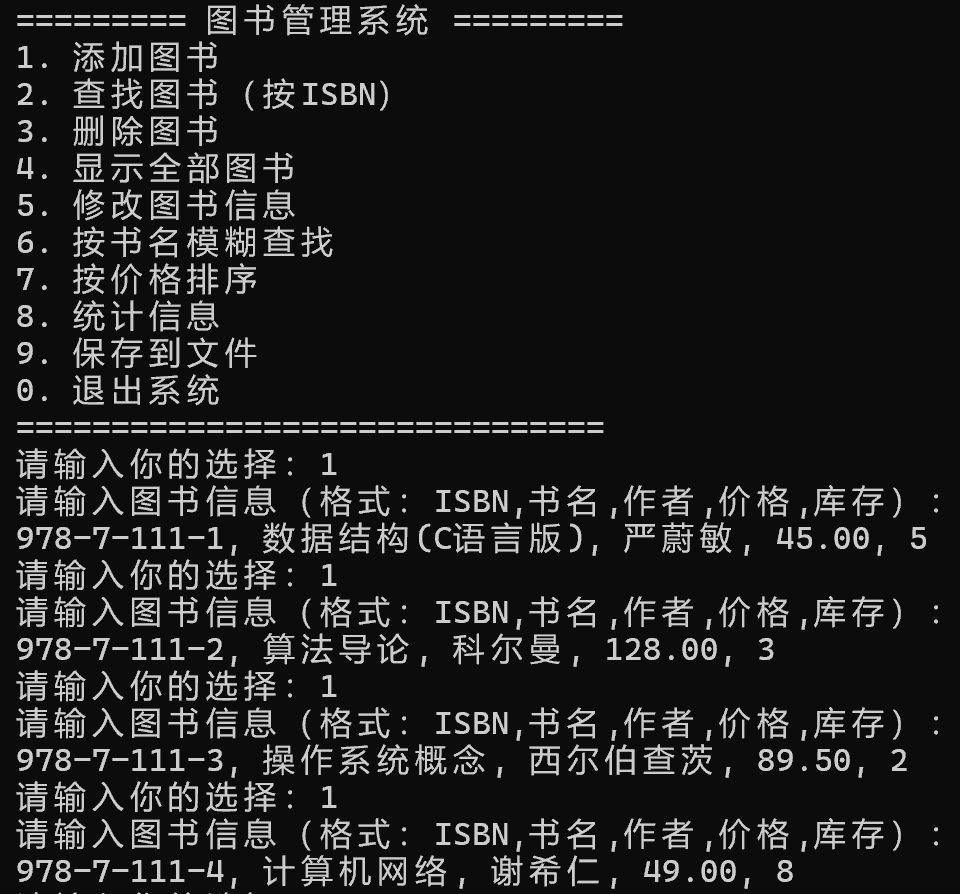 ========= 图书管理系统 =========
1. 添加图书
2. 查找图书（按ISBN）
3. 删除图书
4. 显示全部图书
5. 修改图书信息
6. 按书名模糊查找
7. 按价格排序
8. 统计信息
9. 保存到文件
0. 退出系统
===============================
请输入你的选择：1
请输入图书信息（格式：ISBN,书名,作者,价格,库存）：
978-7-111-1, 数据结构(C语言版), 严蔚敏, 45.00, 5
请输入你的选择：1
请输入图书信息（格式：ISBN,书名,作者,价格,库存）：
978-7-111-2, 算法导论, 科尔曼, 128.00, 3
请输入你的选择：1
请输入图书信息（格式：ISBN,书名,作者,价格,库存）：
978-7-111-3, 操作系统概念, 西尔伯查茨, 89.50, 2
请输入你的选择：1
请输入图书信息（格式：ISBN,书名,作者,价格,库存）：
978-7-111-4, 计算机网络, 谢希仁, 49.00, 8